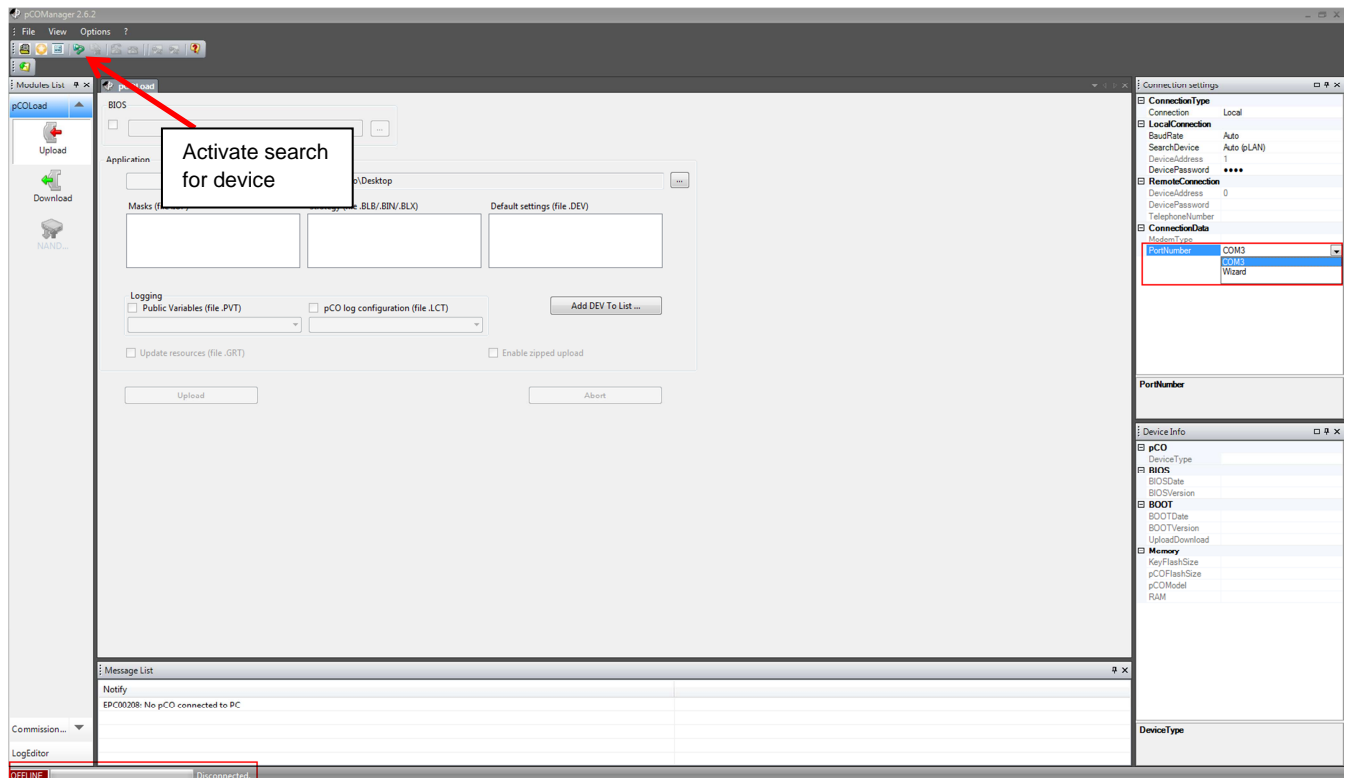 pCOManager 2.6.2
File View Options ?
Modules List
pCOLoad
Upload
Download
NAND...
Commission...
LogEditor
BIOS
...
Activate search
for device
Application
\Desktop
...
Masks (f
.BLB/.BIN/.BLX)
Default settings (file .DEV)
Logging
Public Variables (file .PVT)
pCO log configuration (file .LCT)
Add DEV To List ...
Update resources (file .GRT)
Enable zipped upload
Upload
Abort
Message List
Notify
EPC00208: No pCO connected to PC
Connection settings
ConnectionType
Connection Local
LocalConnection
BaudRate Auto
SearchDevice Auto (pLAN)
DeviceAddress 1
DevicePassword ●●●●
RemoteConnection
DeviceAddress 0
DevicePassword
TelephoneNumber
ConnectionData
ModemType
PortNumber COM3
COM3
Wizard
PortNumber
Device Info
pCO
DeviceType
BIOS
BIOSDate
BIOSVersion
BOOT
BOOTDate
BOOTVersion
UploadDownload
Memory
KeyFlashSize
pCOFlashSize
pCOModel
RAM
DeviceType
OFFLINE Disconnected